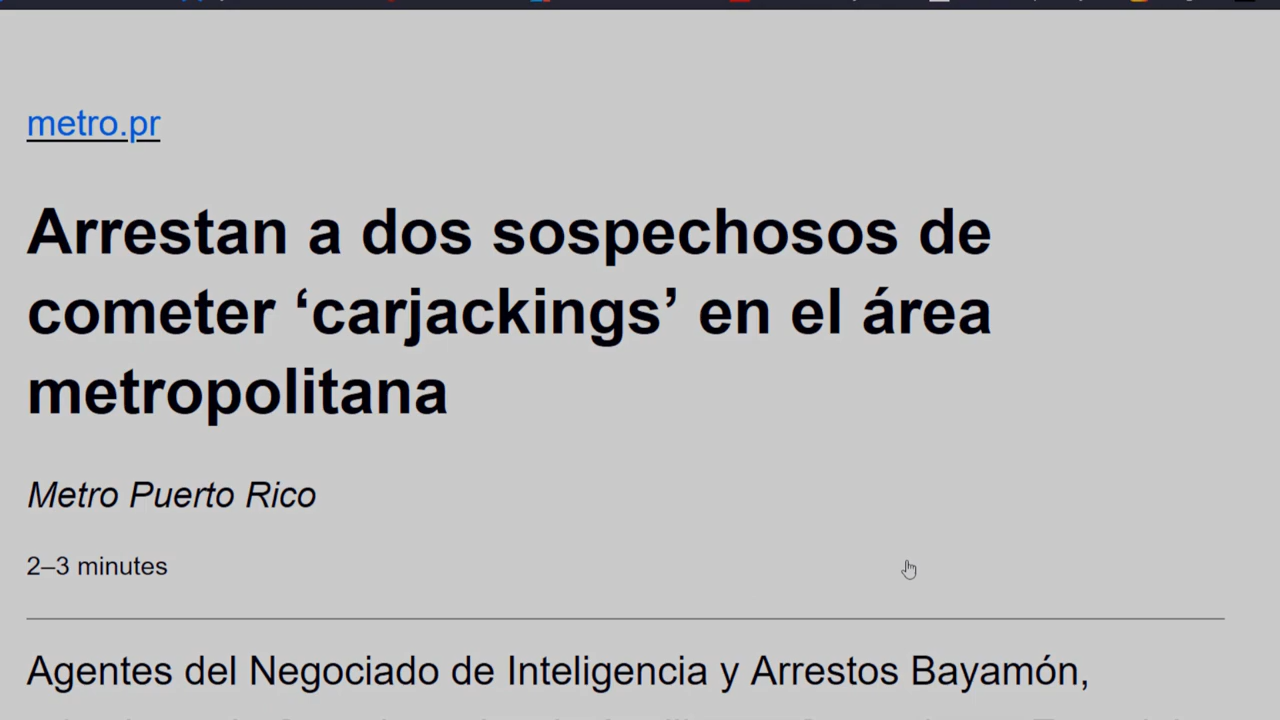 metro.pr
Arrestan a dos sospechosos de
cometer ‘carjackings’ en el área
metropolitana
Metro Puerto Rico
2–3 minutes
Agentes del Negociado de Inteligencia y Arrestos Bayamón,